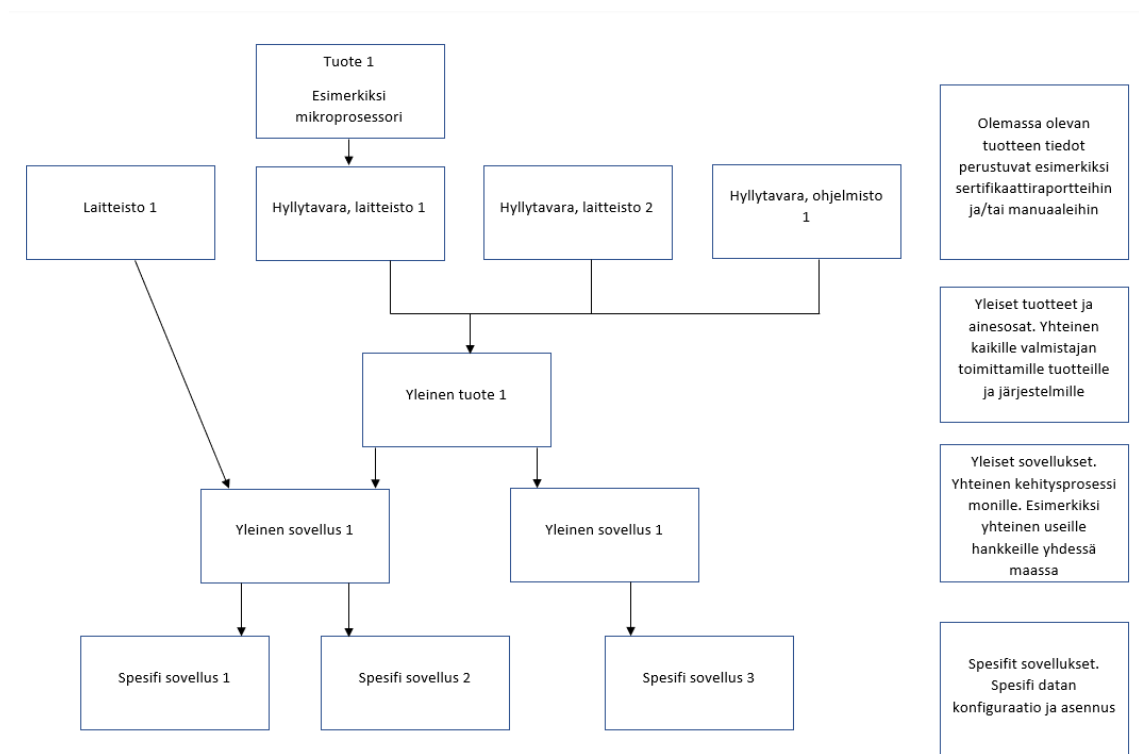 Tuote 1
Esimerkiksi
mikroprosessori
Olemassa olevan
tuotteen tiedot
perustuvat esimerkiksi
sertifikaattiraportteihin
ja/tai manuaaleihin
Laitteisto 1
Hyllytavara, laitteisto 1
Hyllytavara, laitteisto 2
Hyllytavara, ohjelmisto
1
Yleiset tuotteet ja
ainesosat. Yhteinen
kaikille valmistajan
toimittamille tuotteille
ja järjestelmille
Yleinen tuote 1
Yleiset sovellukset.
Yhteinen kehitysprosessi
monille. Esimerkiksi
yhteinen useille
hankkeille yhdessä
maassa
Yleinen sovellus 1
Yleinen sovellus 1
Spesifi sovellus 1
Spesifi sovellus 2
Spesifi sovellus 3
Spesifit sovellukset.
Spesifi datan
konfiguraatio ja asennus